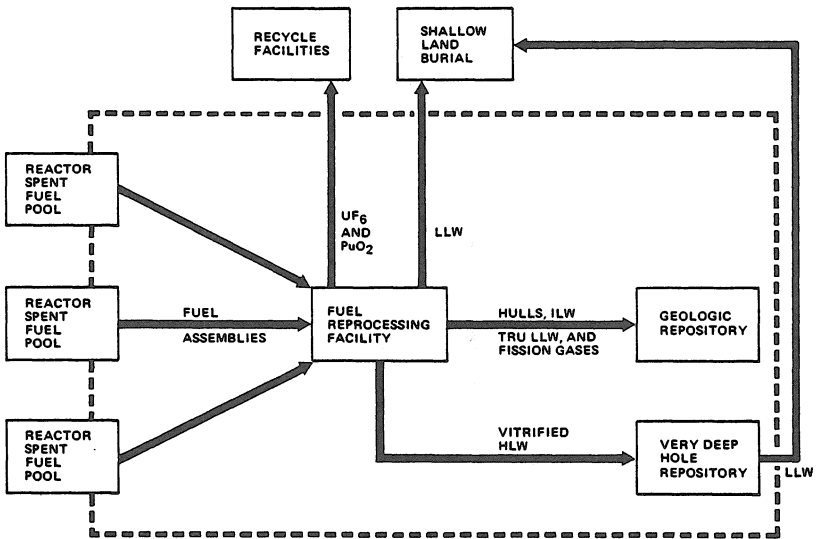 RECYCLE
FACILITIES
SHALLOW
LAND
BURIAL
REACTOR
SPENT
FUEL
POOL
UF6
AND
PuO2
LLW
REACTOR
SPENT
FUEL
POOL
FUEL
ASSEMBLIES
FUEL
REPROCESSING
FACILITY
HULLS, ILW
TRU LLW, AND
FISSION GASES
GEOLOGIC
REPOSITORY
REACTOR
SPENT
FUEL
POOL
VITRIFIED
HLW
VERY DEEP
HOLE
REPOSITORY
LLW